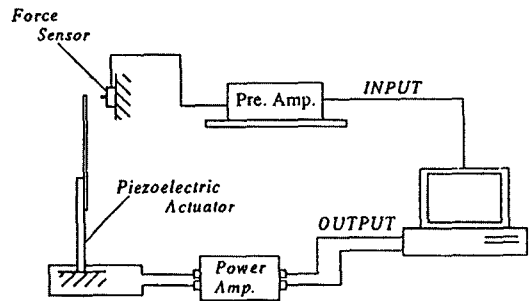 Force
Sensor
Pre. Amp.
INPUT
Piezoelectric
Actuator
OUTPUT
Power
Amp.